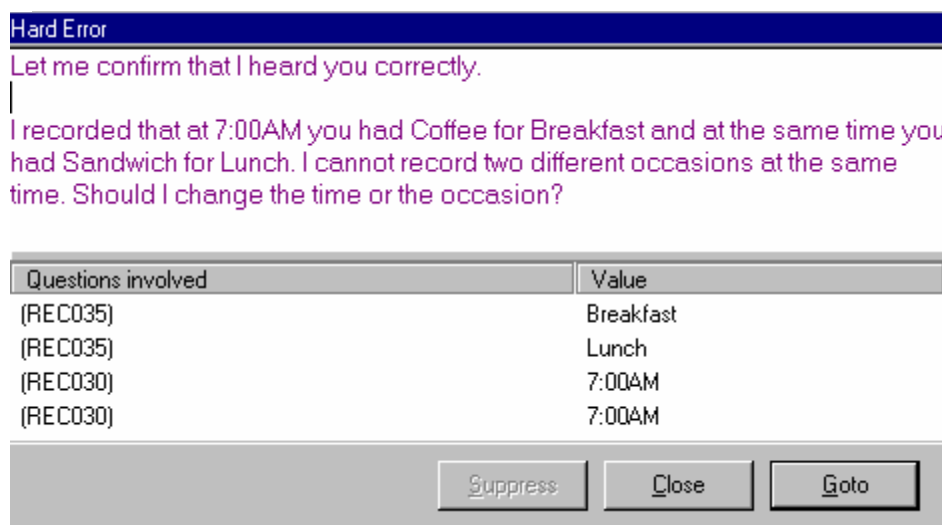 Hard Error
Let me confirm that I heard you correctly.
I recorded that at 7:00AM you had Coffee for Breakfast and at the same time you
had Sandwich for Lunch. I cannot record two different occasions at the same
time. Should I change the time or the occasion?
Questions involved Value
(REC035) Breakfast
(REC035) Lunch
(REC030) 7:00AM
(REC030) 7:00AM
Suppress Close Goto